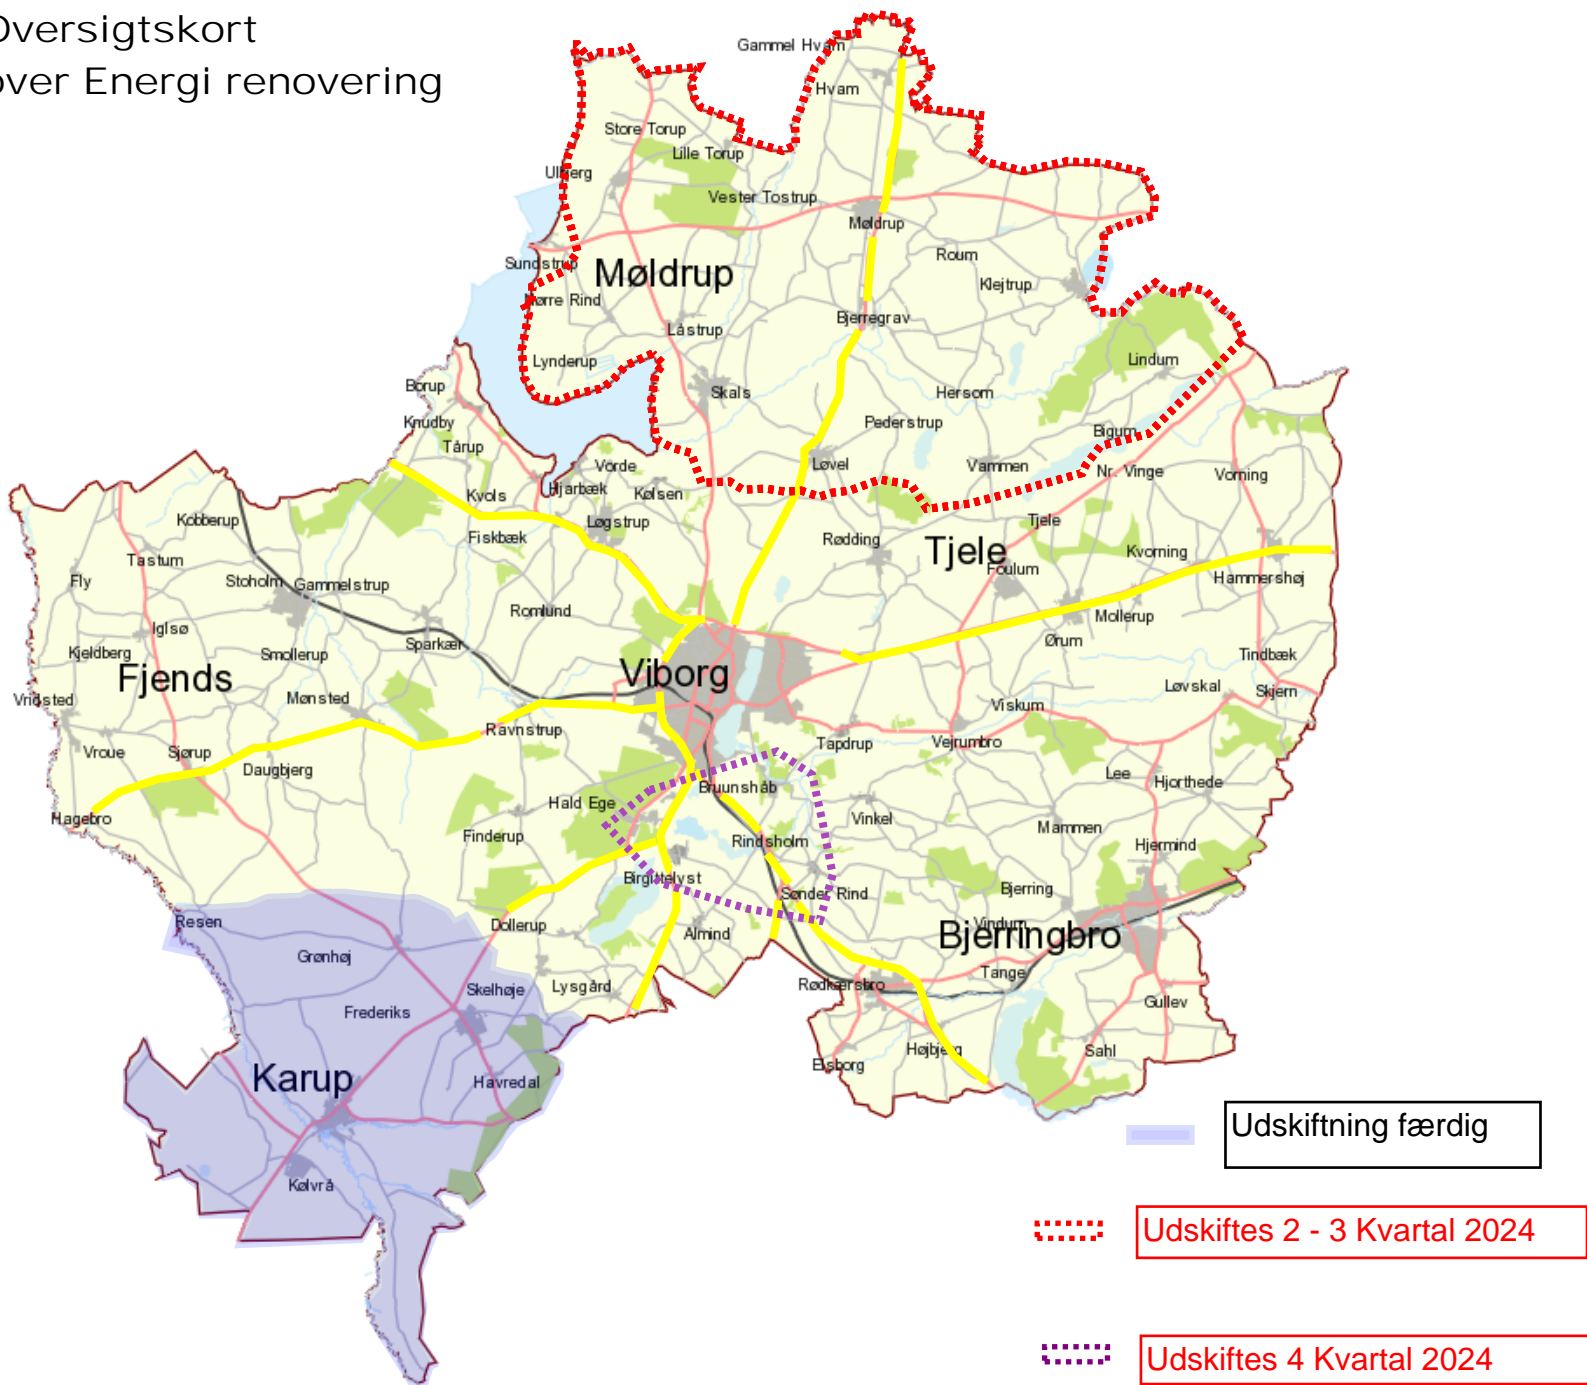 Oversigtskort
over Energi renovering
Gammel Hvam
Hvam
Store Torup
Lille Torup
Ulbjerg
Vester Tostrup
Møldrup
Roum
Sundstrup
Møldrup
Klejtrup
Nørre Rind
Bjerregrav
Låstrup
Lynderup
Lindum
Borup
Skals
Hersom
Knudby
Pederstrup
Bigum
Tårup
Løvel
Vammen
Nr. Vinge
Vorning
Vorde
Kvols
Hjarbæk
Kølsen
Kobberup
Løgstrup
Tjele
Fiskbæk
Rødding
Tjele
Kvorning
Tastum
Foulum
Hammershøj
Fly
Stoholm
Gammelstrup
Romlund
Mollerup
Iglsø
Ørum
Kjeldberg
Smollerup
Sparkær
Tindbæk
Fjends
Viborg
Løvskal
Skjern
Vridsted
Mønsted
Viskum
Ravnstrup
Vroue
Sjørup
Tapdrup
Vejrumbro
Daugbjerg
Lee
Hjorthede
Bruunshåb
Hald Ege
Hagebro
Vinkel
Finderup
Mammen
Rindsholm
Hjermind
Birgittelyst
Sønder Rind
Bjerring
Resen
Dollerup
Vindum
Almind
Bjerringbro
Grønhøj
Tange
Lysgård
Rødkærsbro
Skelhøje
Gullev
Frederiks
Højbjerg
Sahl
Elsborg
Karup
Havredal
Kølvrå
Udskiftning færdig
Udskiftes 2 - 3 Kvartal 2024
Udskiftes 4 Kvartal 2024